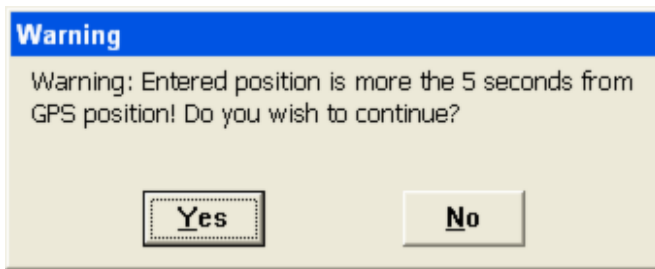 Warning
Warning: Entered position is more the 5 seconds from
GPS position! Do you wish to continue?
Yes No